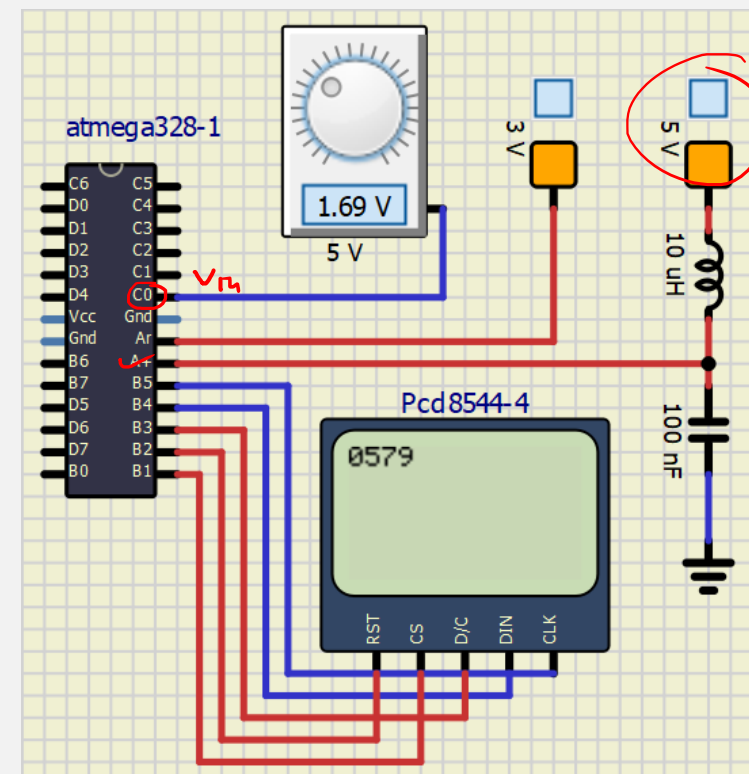 atmega328-1
C6 C5
D0 C4
D1 C3
D2 C2
D3 C1
D4 C0
Vcc Gnd
Gnd Ar
B6 A+
B7 B5
D5 B4
D6 B3
D7 B2
B0 B1
1.69 V
5 V
3 V
5 V
10 uH
100 nF
Pcd8544-4
0579
RST CS D/C DIN CLK